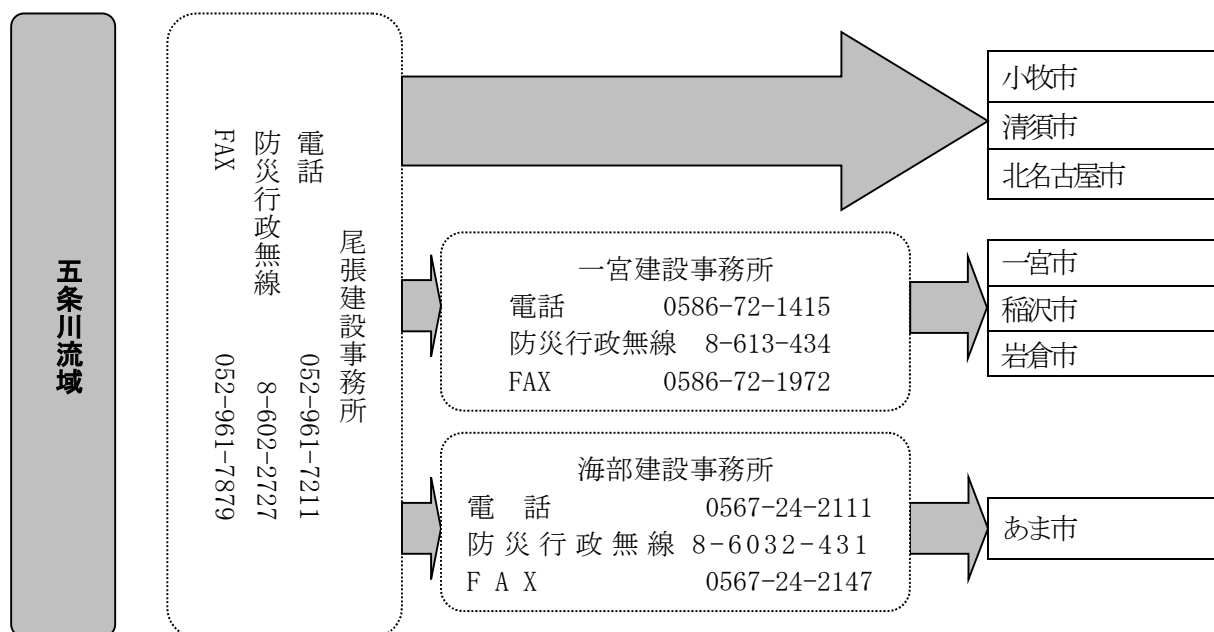 五条川流域
尾張建設事務所
電話 052-961-7211
防災行政無線 8-602-2727
FAX 052-961-7879
小牧市
清須市
北名古屋市
一宮建設事務所
電話 0586-72-1415
防災行政無線 8-613-434
FAX 0586-72-1972
一宮市
稲沢市
岩倉市
海部建設事務所
電 話 0567-24-2111
防災行政無線 8-6032-431
FAX 0567-24-2147
あま市